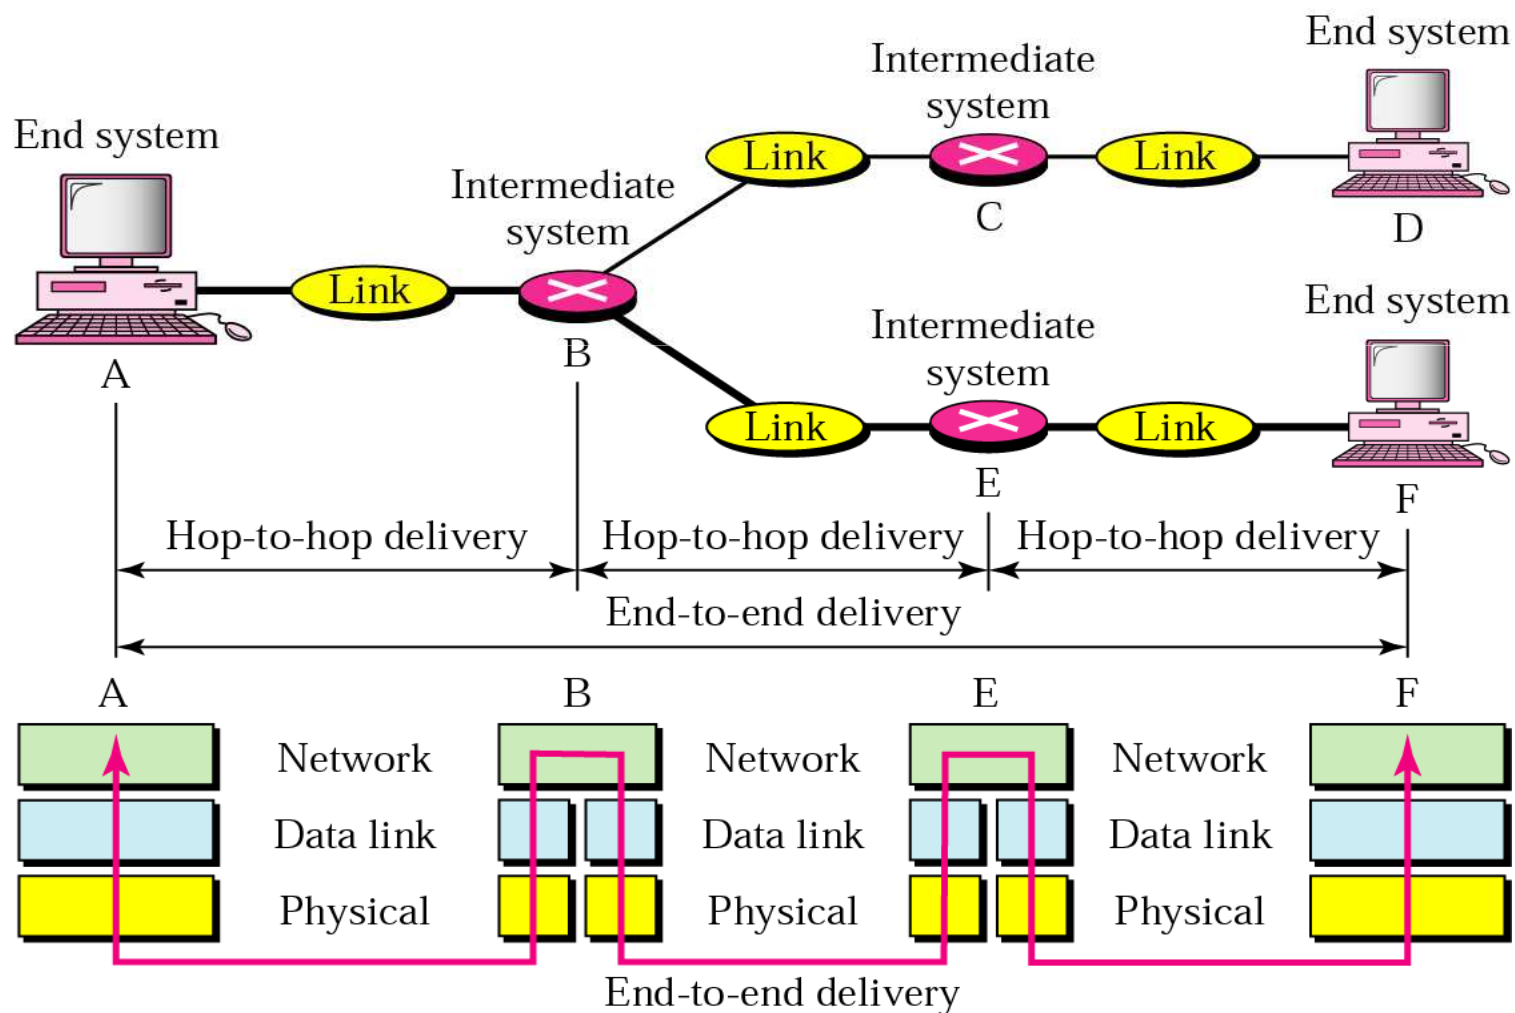 End system
Intermediate
system
End system
Link
Link
C
D
Intermediate
system
Link
B
A
Intermediate
system
End system
Link
Link
E
F
Hop-to-hop delivery
Hop-to-hop delivery
Hop-to-hop delivery
End-to-end delivery
A
B
E
F
Network
Network
Network
Data link
Data link
Data link
Physical
Physical
Physical
End-to-end delivery